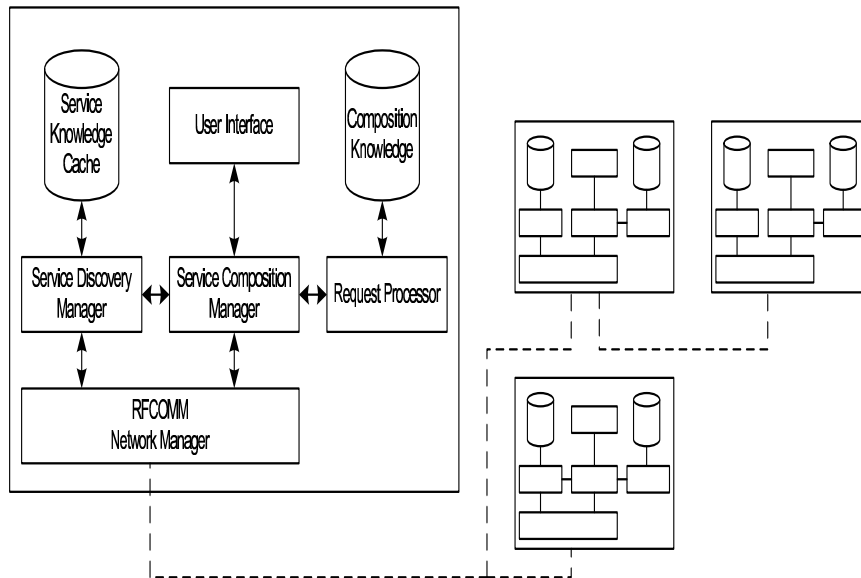 Service
Knowledge
Cache
User Interface
Composition
Knowledge
Service Discovery
Manager
Service Composition
Manager
Request Processor
RFCOMM
Network Manager